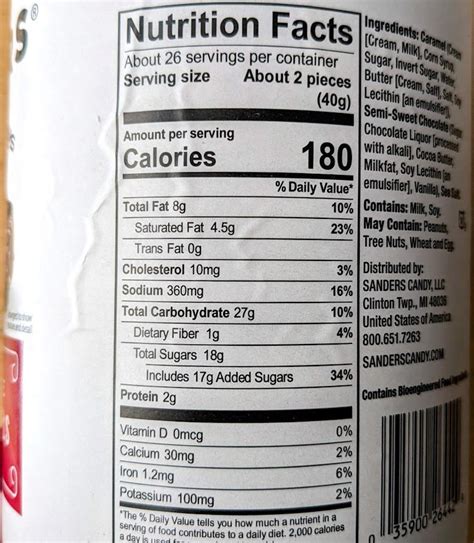 Nutrition Facts
About 26 servings per container
Serving size About 2 pieces
(40g)
Amount per serving
Calories 180
% Daily Value*
Total Fat 8g 10%
Saturated Fat 4.5g 23%
Trans Fat 0g
Cholesterol 10mg 3%
Sodium 360mg 16%
Total Carbohydrate 27g 10%
Dietary Fiber 1g 4%
Total Sugars 18g
Includes 17g Added Sugars 34%
Protein 2g
Vitamin D 0mcg 0%
Calcium 30mg 2%
Iron 1.2mg 6%
Potassium 100mg 2%
*The % Daily Value tells you how much a nutrient in a
serving of food contributes to a daily diet. 2,000 calories
a day is used
Ingredients: Caramel
[Cream, Milk], Corn Syrup,
Sugar, Invert Sugar,
Butter [Cream, Salt], Salt, Soy
Lecithin [an emulsifier],
Semi-Sweet Chocolate
Chocolate Liquor [processed
with alkali], Cocoa Butter,
Milkfat, Soy Lecithin [an
emulsifier], Vanilla), Sea Salt.
Contains: Milk, Soy.
May Contain: Peanuts,
Tree Nuts, Wheat and Egg.
Distributed by:
SANDERS CANDY, LLC
Clinton Twp., MI 48036
United States of America
800.651.7263
SANDERSCANDY.COM
Contains Bioengineered Food
0 35900